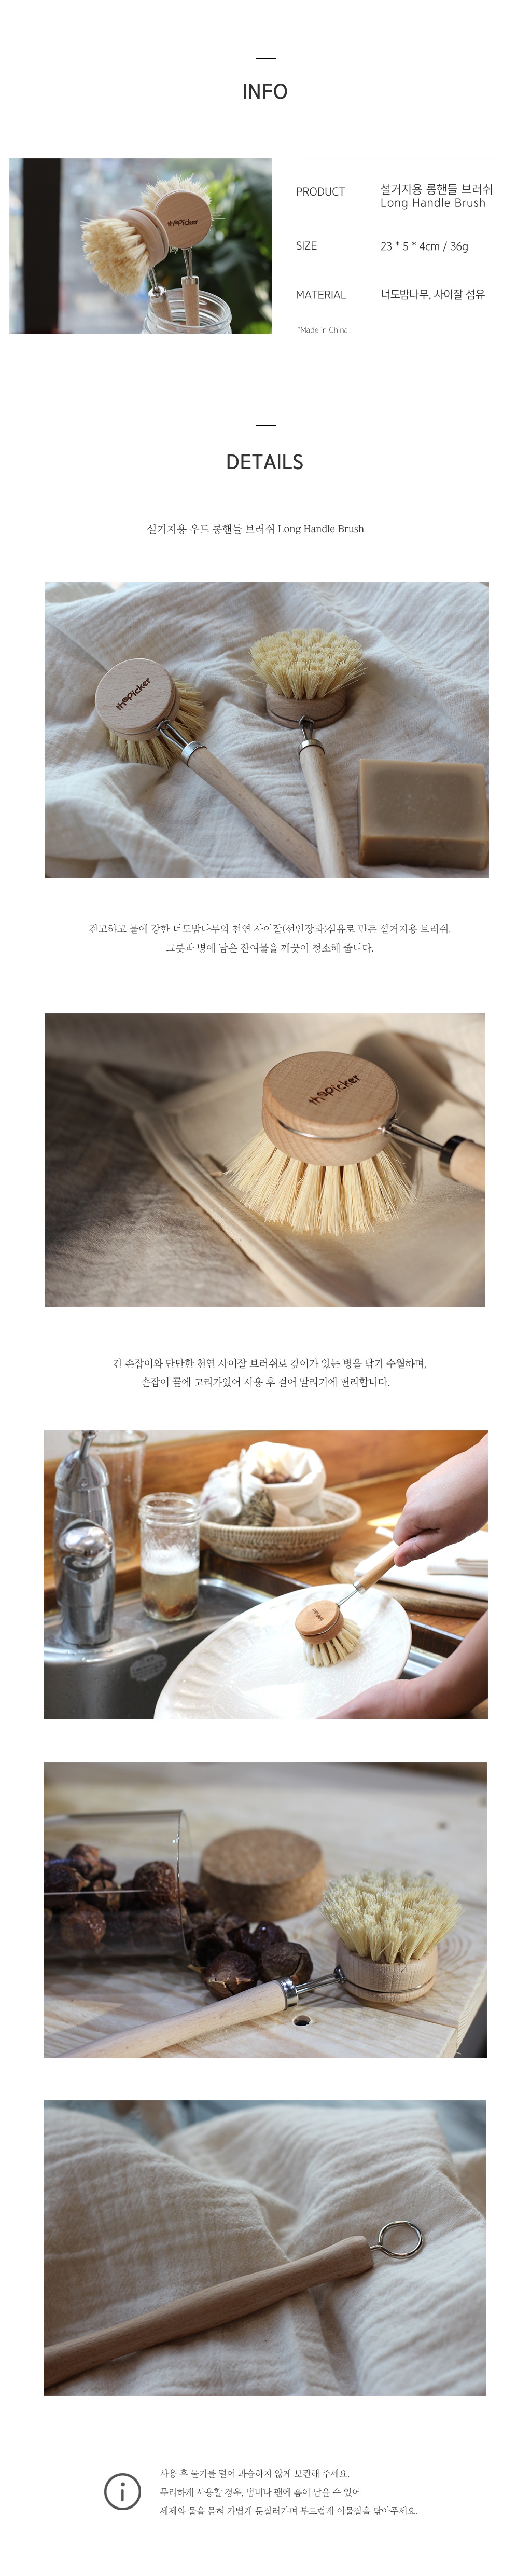 INFO
thepicker
PRODUCT
설거지용 롱핸들 브러쉬
Long Handle Brush
SIZE
23 * 5 * 4cm / 36g
MATERIAL
너도밤나무, 사이잘 섬유
*Made in China
DETAILS
설거지용 우드 롱핸들 브러쉬 Long Handle Brush
thepicker
견고하고 물에 강한 너도밤나무와 천연 사이잘(선인장과)섬유로 만든 설거지용 브러쉬.
그릇과 병에 남은 잔여물을 깨끗이 청소해 줍니다.
thepicker
긴 손잡이와 단단한 천연 사이잘 브러쉬로 깊이가 있는 병을 닦기 수월하며,
손잡이 끝에 고리가있어 사용 후 걸어 말리기에 편리합니다.
사용 후 물기를 털어 과습하지 않게 보관해 주세요.
무리하게 사용할 경우, 냄비나 팬에 흠이 남을 수 있어
세제와 물을 묻혀 가볍게 문질러가며 부드럽게 이물질을 닦아주세요.